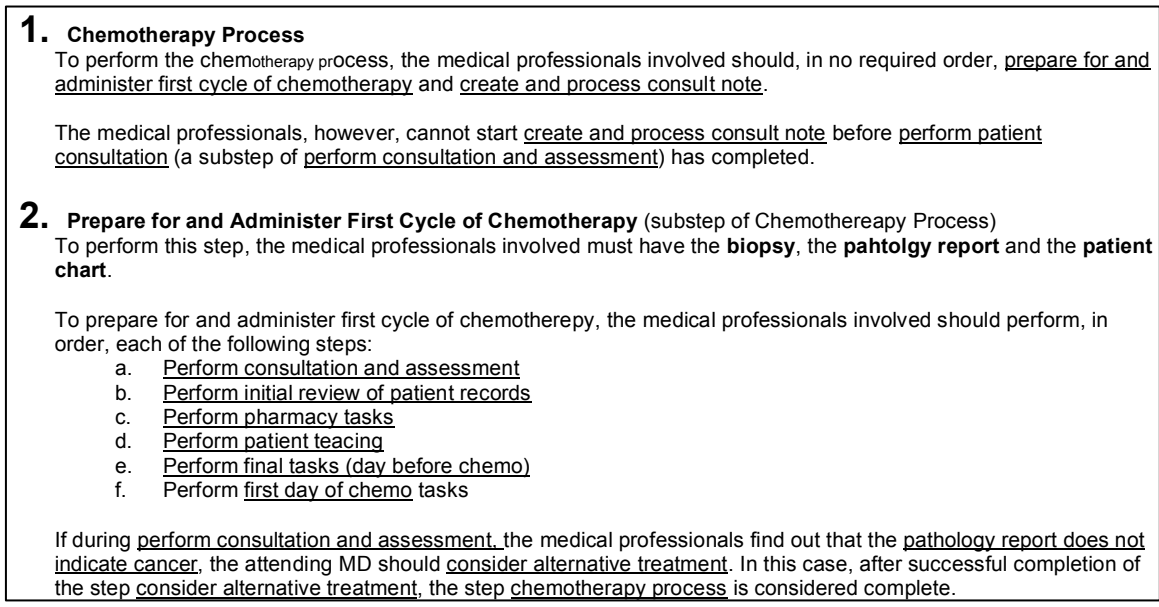 1. Chemotherapy Process
To perform the chemotherapy process, the medical professionals involved should, in no required order, prepare for and
administer first cycle of chemotherapy and create and process consult note.
The medical professionals, however, cannot start create and process consult note before perform patient
consultation (a substep of perform consultation and assessment) has completed.
2. Prepare for and Administer First Cycle of Chemotherapy (substep of Chemothereapy Process)
To perform this step, the medical professionals involved must have the biopsy, the pahtolgy report and the patient
chart.
To prepare for and administer first cycle of chemotherepy, the medical professionals involved should perform, in
order, each of the following steps:
a. Perform consultation and assessment
b. Perform initial review of patient records
c. Perform pharmacy tasks
d. Perform patient teacing
e. Perform final tasks (day before chemo)
f. Perform first day of chemo tasks
If during perform consultation and assessment, the medical professionals find out that the pathology report does not
indicate cancer, the attending MD should consider alternative treatment. In this case, after successful completion of
the step consider alternative treatment, the step chemotherapy process is considered complete.